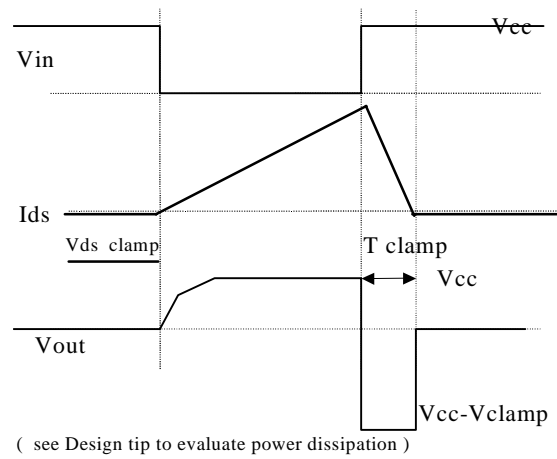 Vcc
Vin
Ids
Vds clamp
T clamp
Vcc
Vout
Vcc-Vclamp
( see Design tip to evaluate power dissipation )